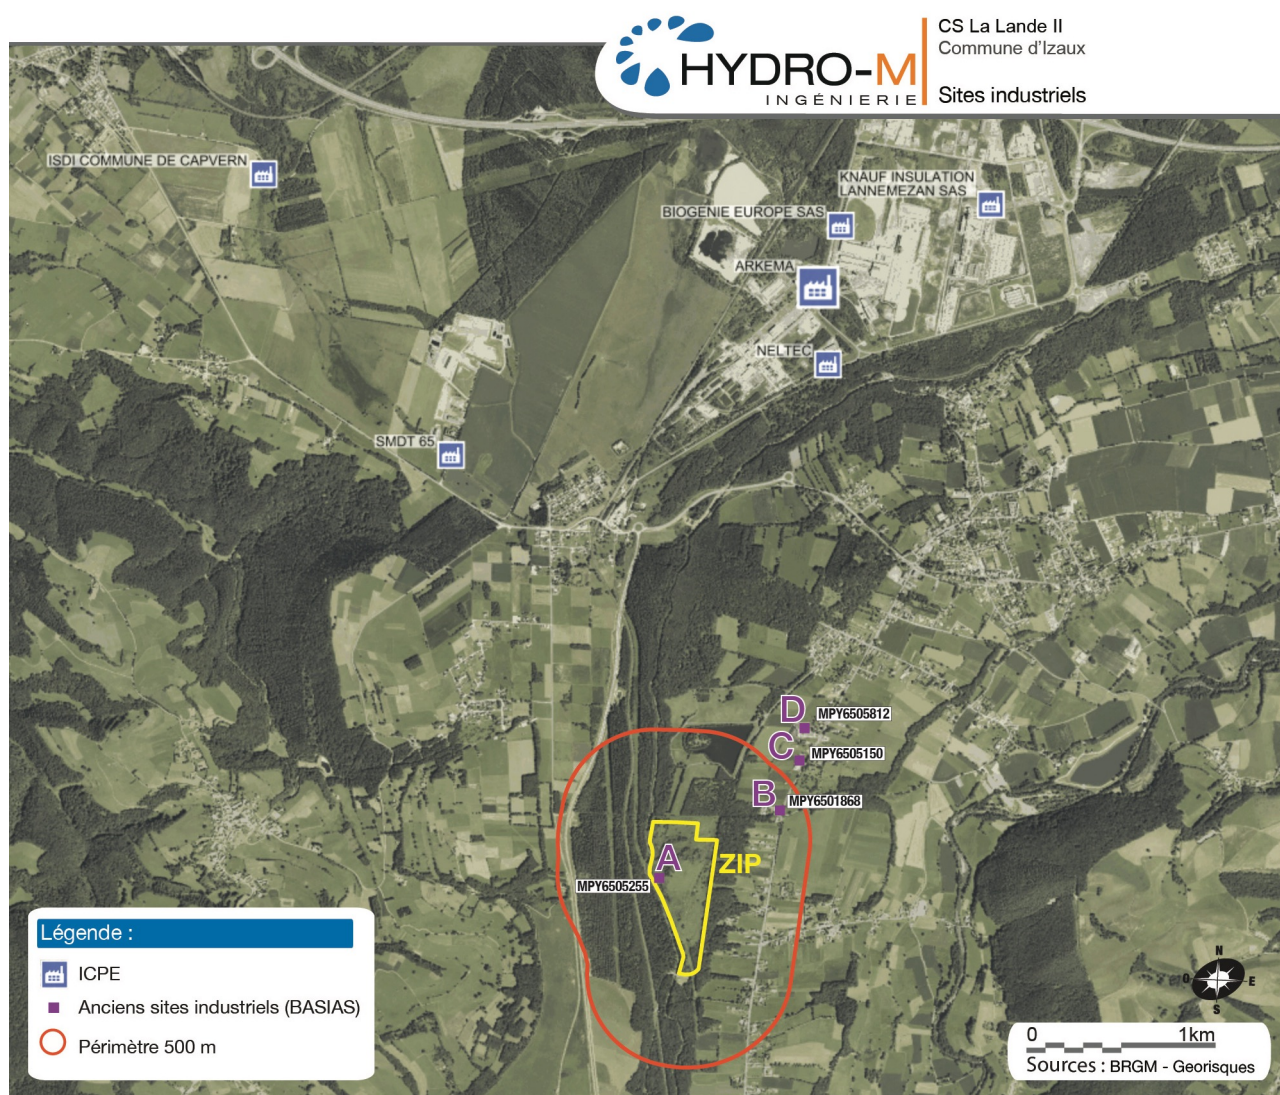 HYDRO-M
INGÉNIERIE
CS La Lande II
Commune d'Izaux
Sites industriels
ISDI COMMUNE DE CAPVERN
KNAUF INSULATION
LANNEMEZAN SAS
BIOGENIE EUROPE SAS
ARKEMA
NELTEC
SMDT 65
D
MPY6505812
C
MPY6505150
B
MPY6501868
A
ZIP
MPY6505255
Légende :
ICPE
Anciens sites industriels (BASIAS)
Périmètre 500 m
N
O
E
S
0
1km
Sources : BRGM - Georisques